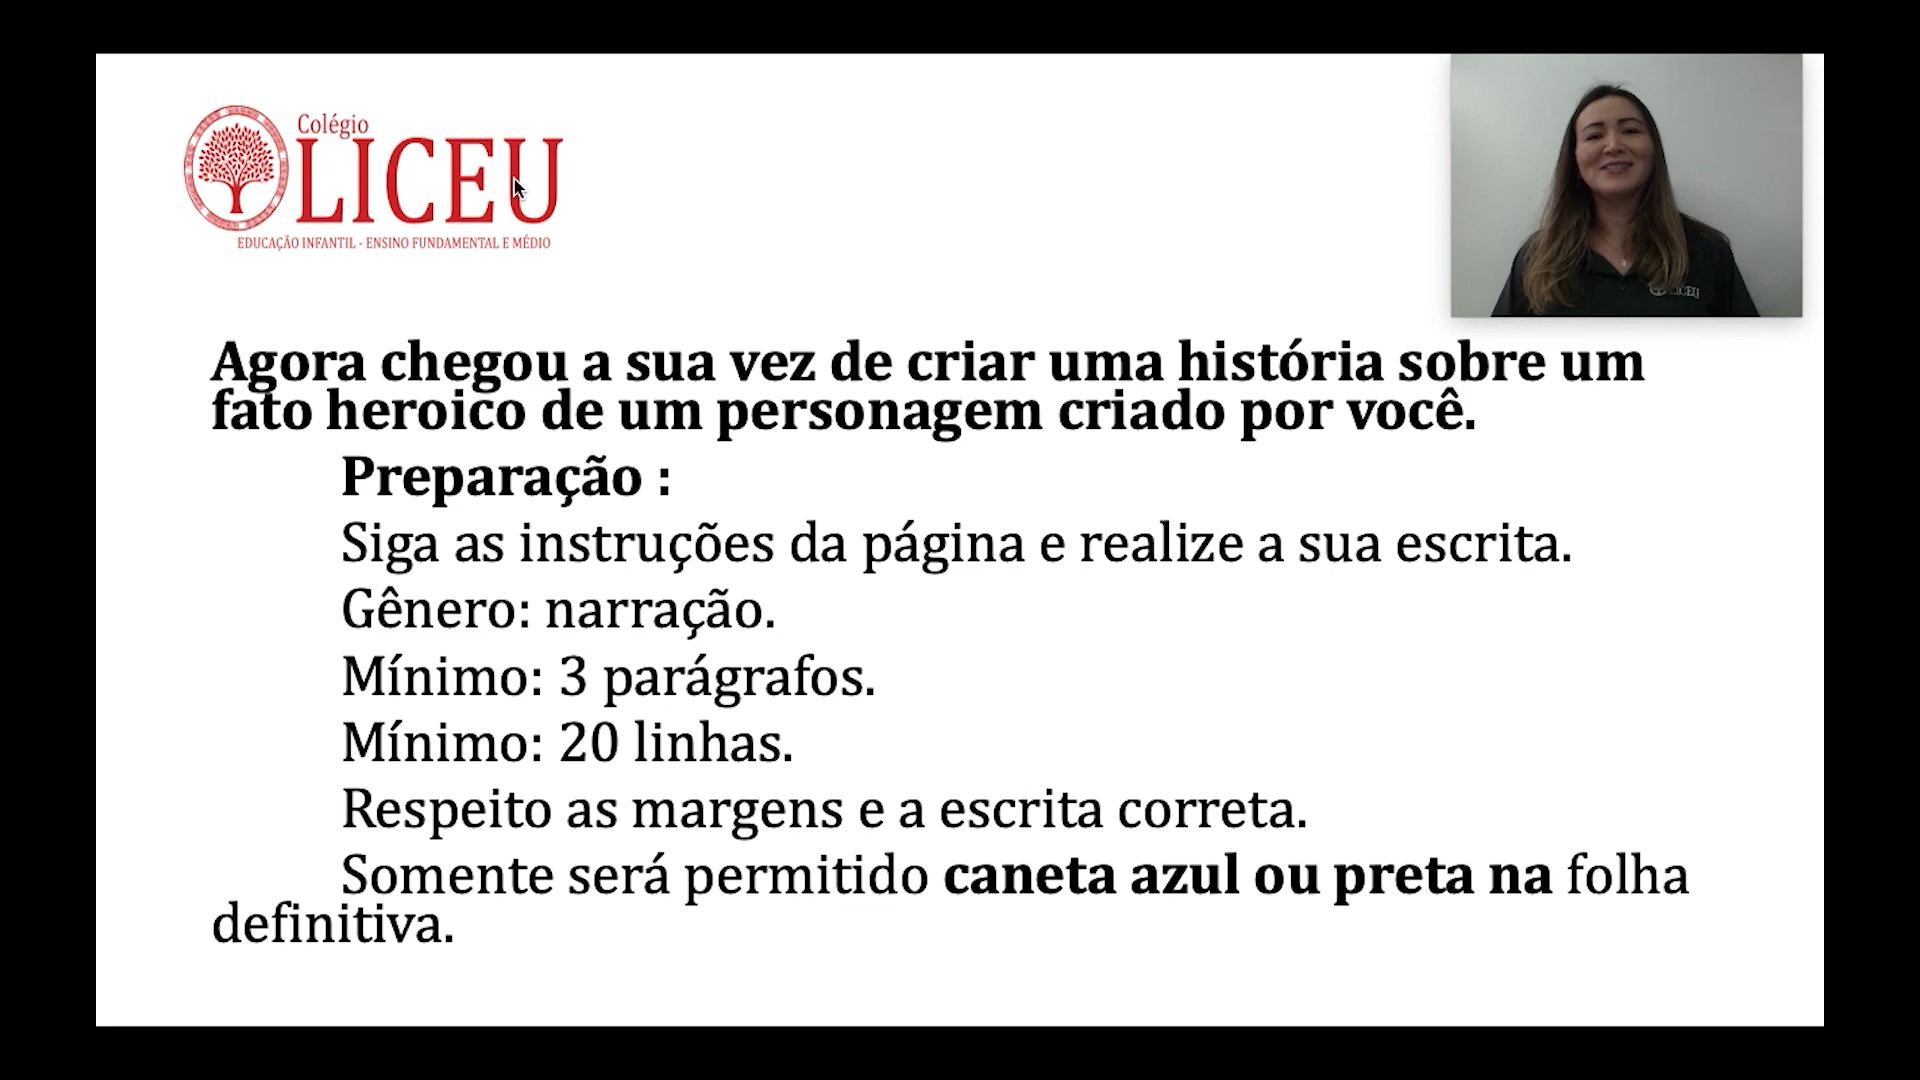 Colégio
LICEU
EDUCAÇÃO INFANTIL - ENSINO FUNDAMENTAL E MÉDIO
LICEU
Agora chegou a sua vez de criar uma história sobre um
fato heroico de um personagem criado por você.
Preparação :
Siga as instruções da página e realize a sua escrita.
Gênero: narração.
Mínimo: 3 parágrafos.
Mínimo: 20 linhas.
Respeito as margens e a escrita correta.
Somente será permitido caneta azul ou preta na folha
definitiva.